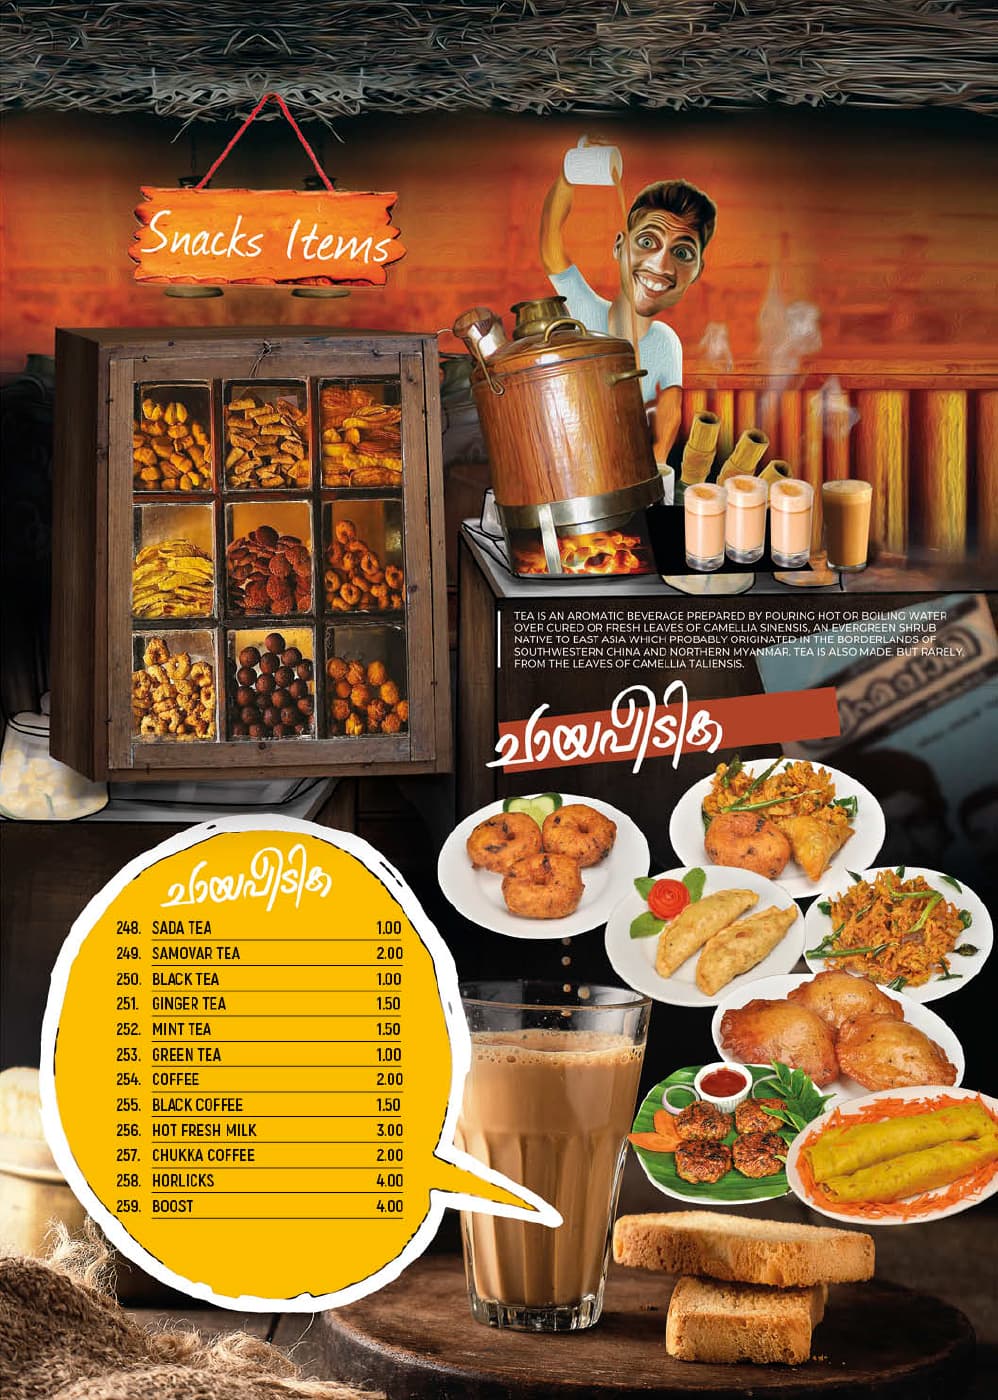 Snacks Items
TEA IS AN AROMATIC BEVERAGE PREPARED BY POURING HOT OR BOILING WATER
OVER CURED OR FRESH LEAVES OF CAMELLIA SINENSIS, AN EVERGREEN SHRUB
NATIVE TO EAST ASIA WHICH PROBABLY ORIGINATED IN THE BORDERLANDS OF
SOUTHWESTERN CHINA AND NORTHERN MYANMAR. TEA IS ALSO MADE, BUT RARELY,
FROM THE LEAVES OF CAMELLIA TALIENSIS.
ചായപീടിക
ചായപീടിക
248. SADA TEA 1.00
249. SAMOVAR TEA 2.00
250. BLACK TEA 1.00
251. GINGER TEA 1.50
252. MINT TEA 1.50
253. GREEN TEA 1.00
254. COFFEE 2.00
255. BLACK COFFEE 1.50
256. HOT FRESH MILK 3.00
257. CHUKKA COFFEE 2.00
258. HORLICKS 4.00
259. BOOST 4.00